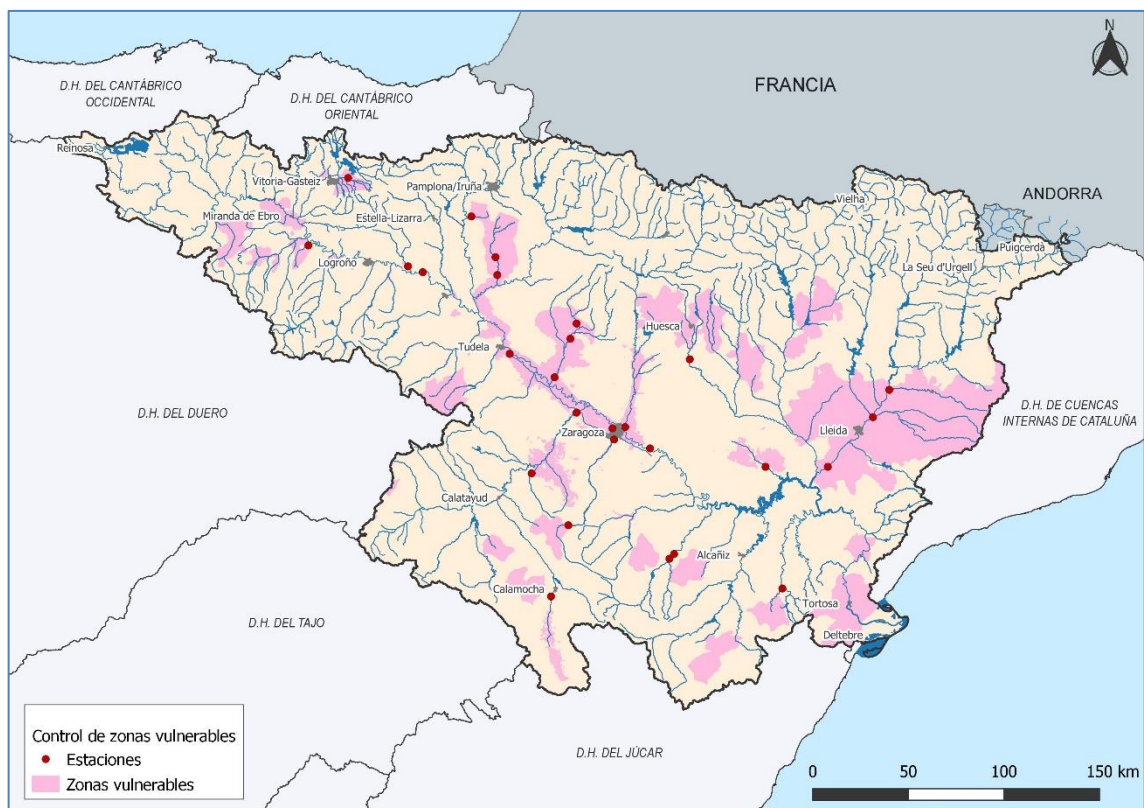 N
FRANCIA
D.H. DEL CANTÁBRICO
OCCIDENTAL
D.H. DEL CANTÁBRICO
ORIENTAL
Reinosa
Vitoria-Gasteiz
Pamplona/Iruña
ANDORRA
Vielha
Miranda de Ebro
Estella-Lizarra
Puigcerdà
Logroño
La Seu d'Urgell
Huesca
Tudela
D.H. DEL DUERO
D.H. DE CUENCAS
INTERNAS DE CATALUÑA
Lleida
Zaragoza
Calatayud
Alcañiz
Calamocha
Tortosa
D.H. DEL TAJO
Deltebre
D.H. DEL JÚCAR
Control de zonas vulnerables
Estaciones
Zonas vulnerables
0 50 100 150 km